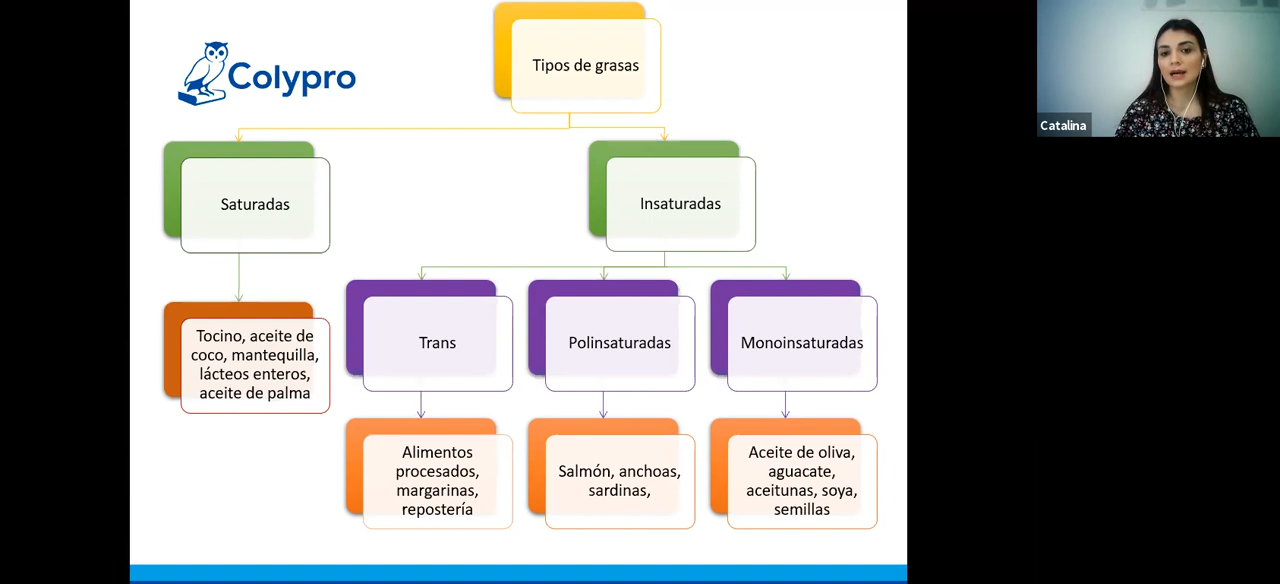 Tipos de grasas
Colypro
Catalina
Saturadas
Insaturadas
Tocino, aceite de
coco, mantequilla,
lácteos enteros,
aceite de palma
Trans
Polinsaturadas
Monoinsaturadas
Alimentos
procesados,
margarinas,
repostería
Salmón, anchoas,
sardinas,
Aceite de oliva,
aguacate,
aceitunas, soya,
semillas